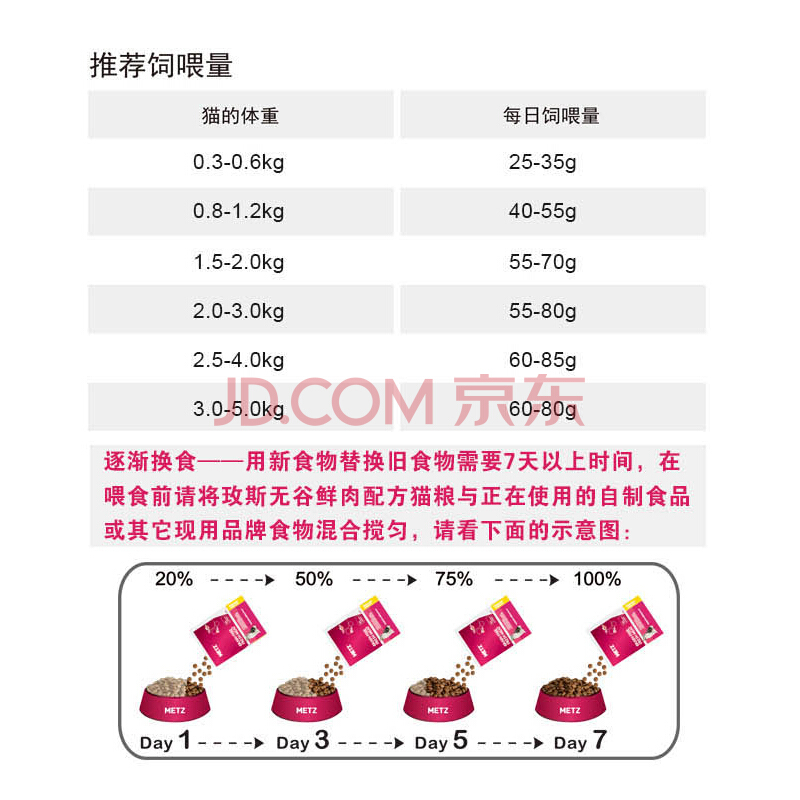 推荐饲喂量
猫的体重 每日饲喂量
0.3-0.6kg 25-35g
0.8-1.2kg 40-55g
1.5-2.0kg 55-70g
2.0-3.0kg 55-80g
2.5-4.0kg 60-85g
JD.COM 京东
3.0-5.0kg 60-80g
逐渐换食——用新食物替换旧食物需要7天以上时间，在
喂食前请将玫斯无谷鲜肉配方猫粮与正在使用的自制食品
或其它现用品牌食物混合搅匀，请看下面的示意图：
20% 50% 75% 100%
METZ METZ METZ METZ
METZ METZ METZ METZ
Day 1 Day 3 Day 5 Day 7